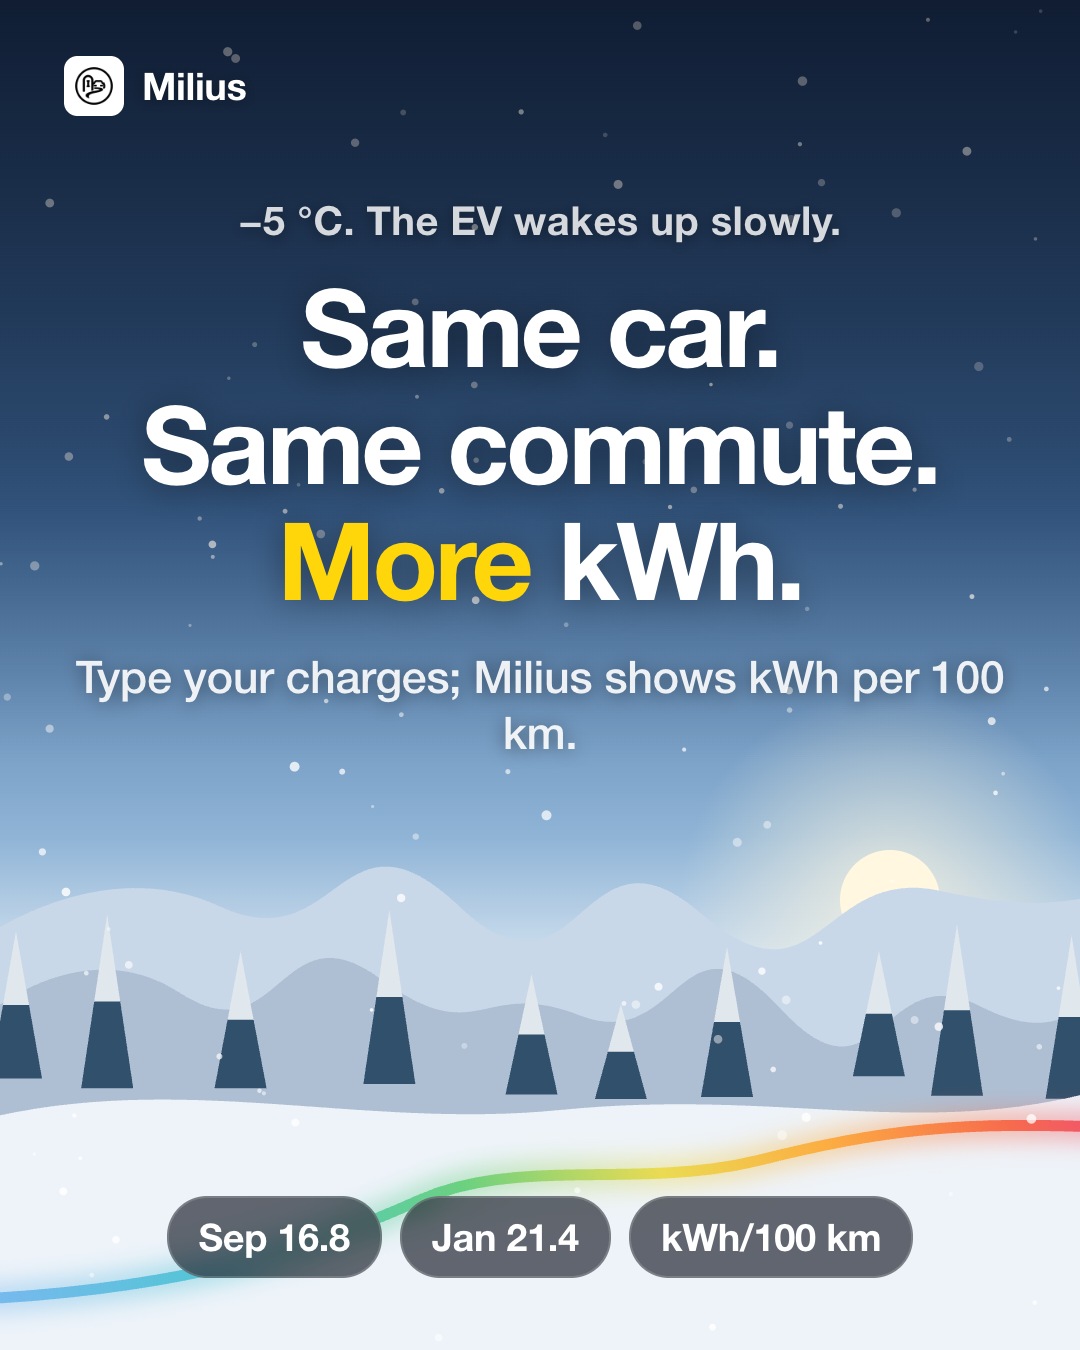 Milius
–5 °C. The EV wakes up slowly.
Same car.
Same commute.
More kWh.
Type your charges; Milius shows kWh per 100
km.
Sep 16.8
Jan 21.4
kWh/100 km